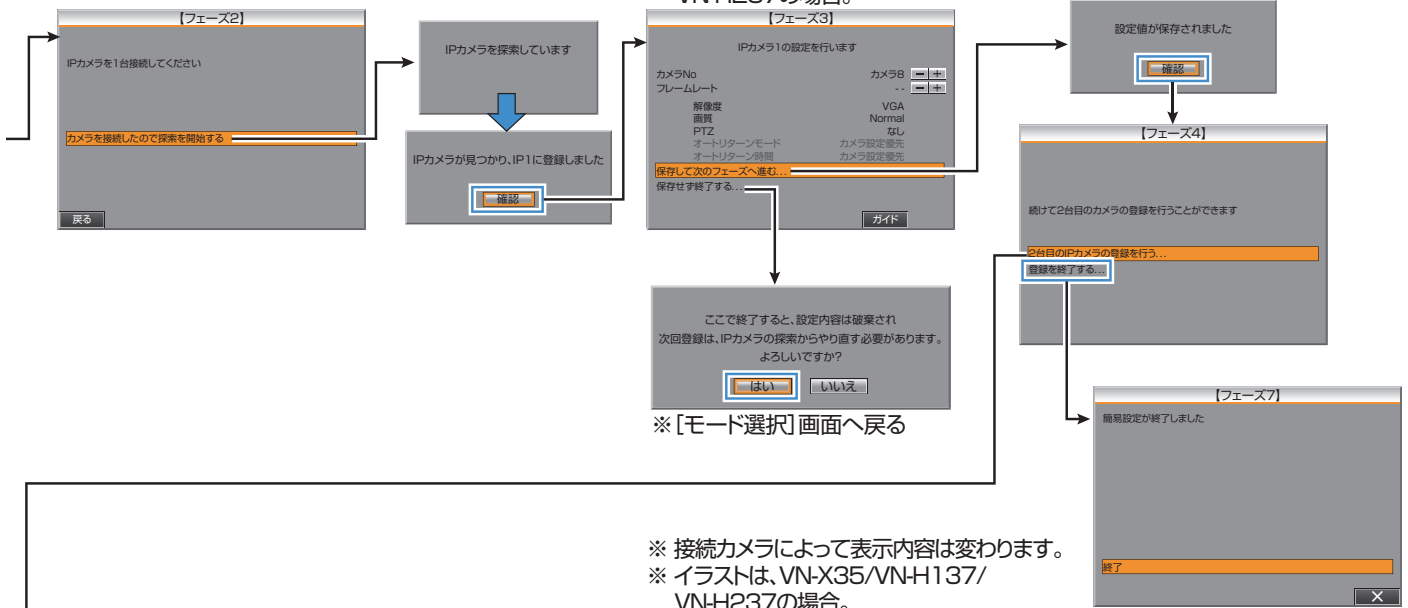 VN-H237の場合。
【フェーズ2】
IPカメラを1台接続してください
カメラを接続したので探索を開始する
戻る
IPカメラを探索しています
IPカメラが見つかり、IP1に登録しました
確認
【フェーズ3】
IPカメラ1の設定を行います
カメラNo カメラ8 － ＋
フレームレート - - － ＋
解像度 VGA
画質 Normal
PTZ なし
オートリターンモード カメラ設定優先
オートリターン時間 カメラ設定優先
保存して次のフェーズへ進む...
保存せず終了する...
ガイド
ここで終了すると、設定内容は破棄され
次回登録は、IPカメラの探索からやり直す必要があります。
よろしいですか?
はい いいえ
※［モード選択］画面へ戻る
設定値が保存されました
確認
【フェーズ4】
続けて2台目のカメラの登録を行うことができます
2台目のIPカメラの登録を行う...
登録を終了する...
【フェーズ7】
簡易設定が終了しました
終了
×
※ 接続カメラによって表示内容は変わります。
※ イラストは、VN-X35/VN-H137/
VN-H237の場合。